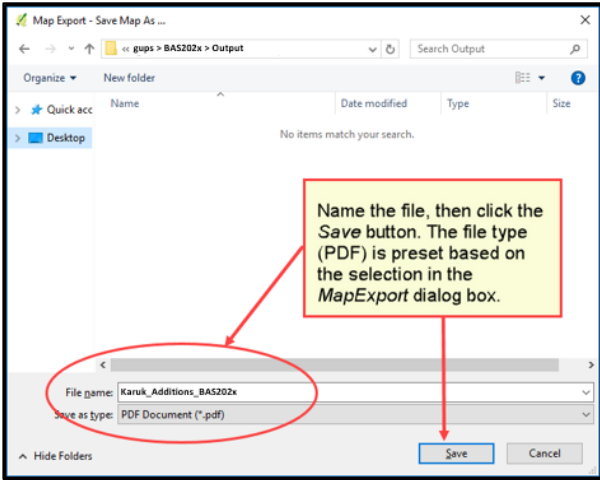 Map Export - Save Map As ...
« gups > BAS202x > Output
Search Output
Organize
New folder
Quick acc
Name
Date modified
Type
Size
Desktop
No items match your search.
Name the file, then click the
Save button. The file type
(PDF) is preset based on
the selection in the
MapExport dialog box.
File name:
Karuk_Additions_BAS202x
Save as type:
PDF Document (*.pdf)
Hide Folders
Save
Cancel